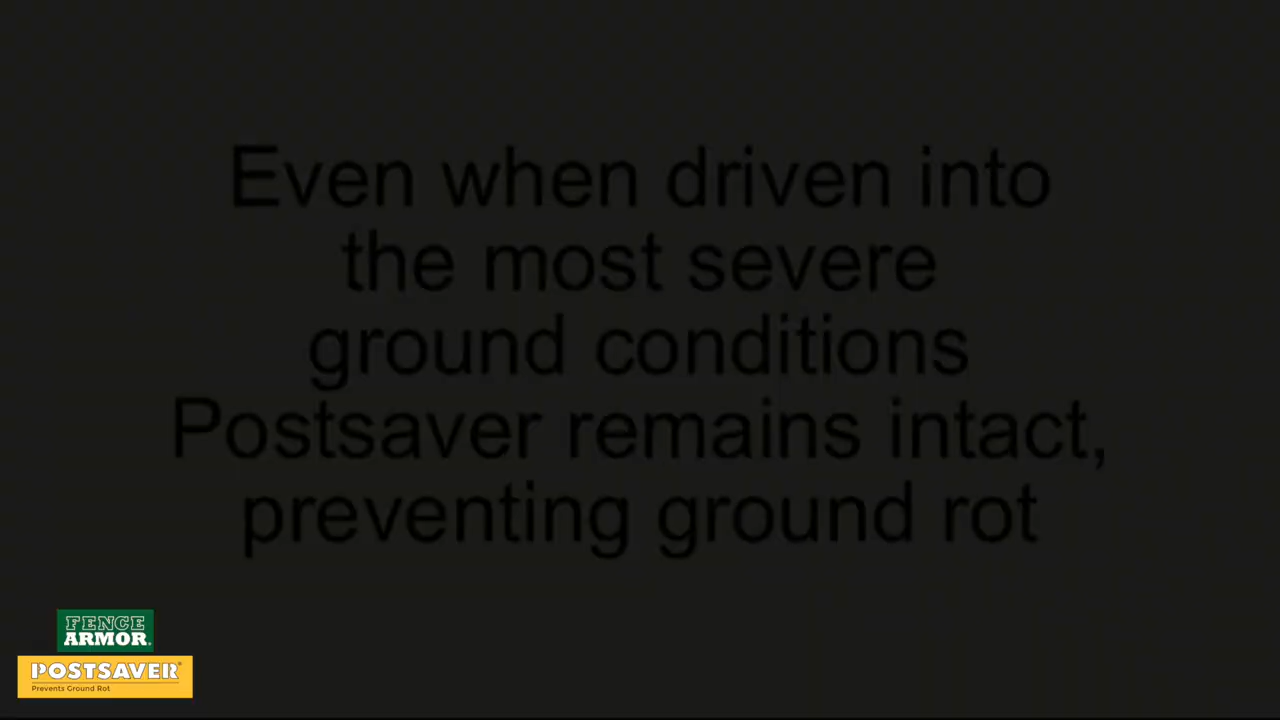 Even when driven into
the most severe
ground conditions
Postsaver remains intact,
preventing ground rot
FENCE
ARMOR®
POSTSAVER®
Prevents Ground Rot